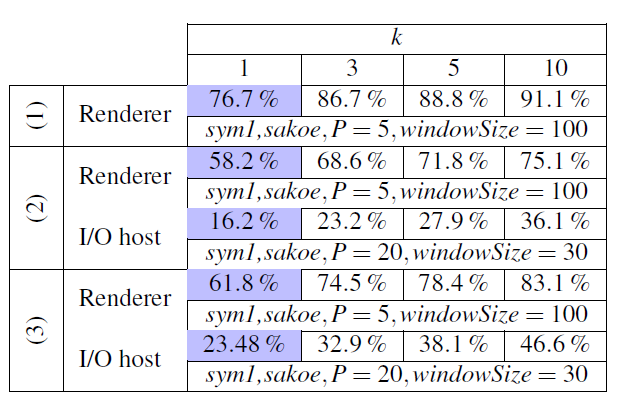 k
1 3 5 10
(1) Renderer 76.7 % 86.7 % 88.8 % 91.1 %
sym1,sakoe,P = 5,windowSize = 100
(2) Renderer 58.2 % 68.6 % 71.8 % 75.1 %
sym1,sakoe,P = 5,windowSize = 100
I/O host 16.2 % 23.2 % 27.9 % 36.1 %
sym1,sakoe,P = 20,windowSize = 30
(3) Renderer 61.8 % 74.5 % 78.4 % 83.1 %
sym1,sakoe,P = 5,windowSize = 100
I/O host 23.48 % 32.9 % 38.1 % 46.6 %
sym1,sakoe,P = 20,windowSize = 30